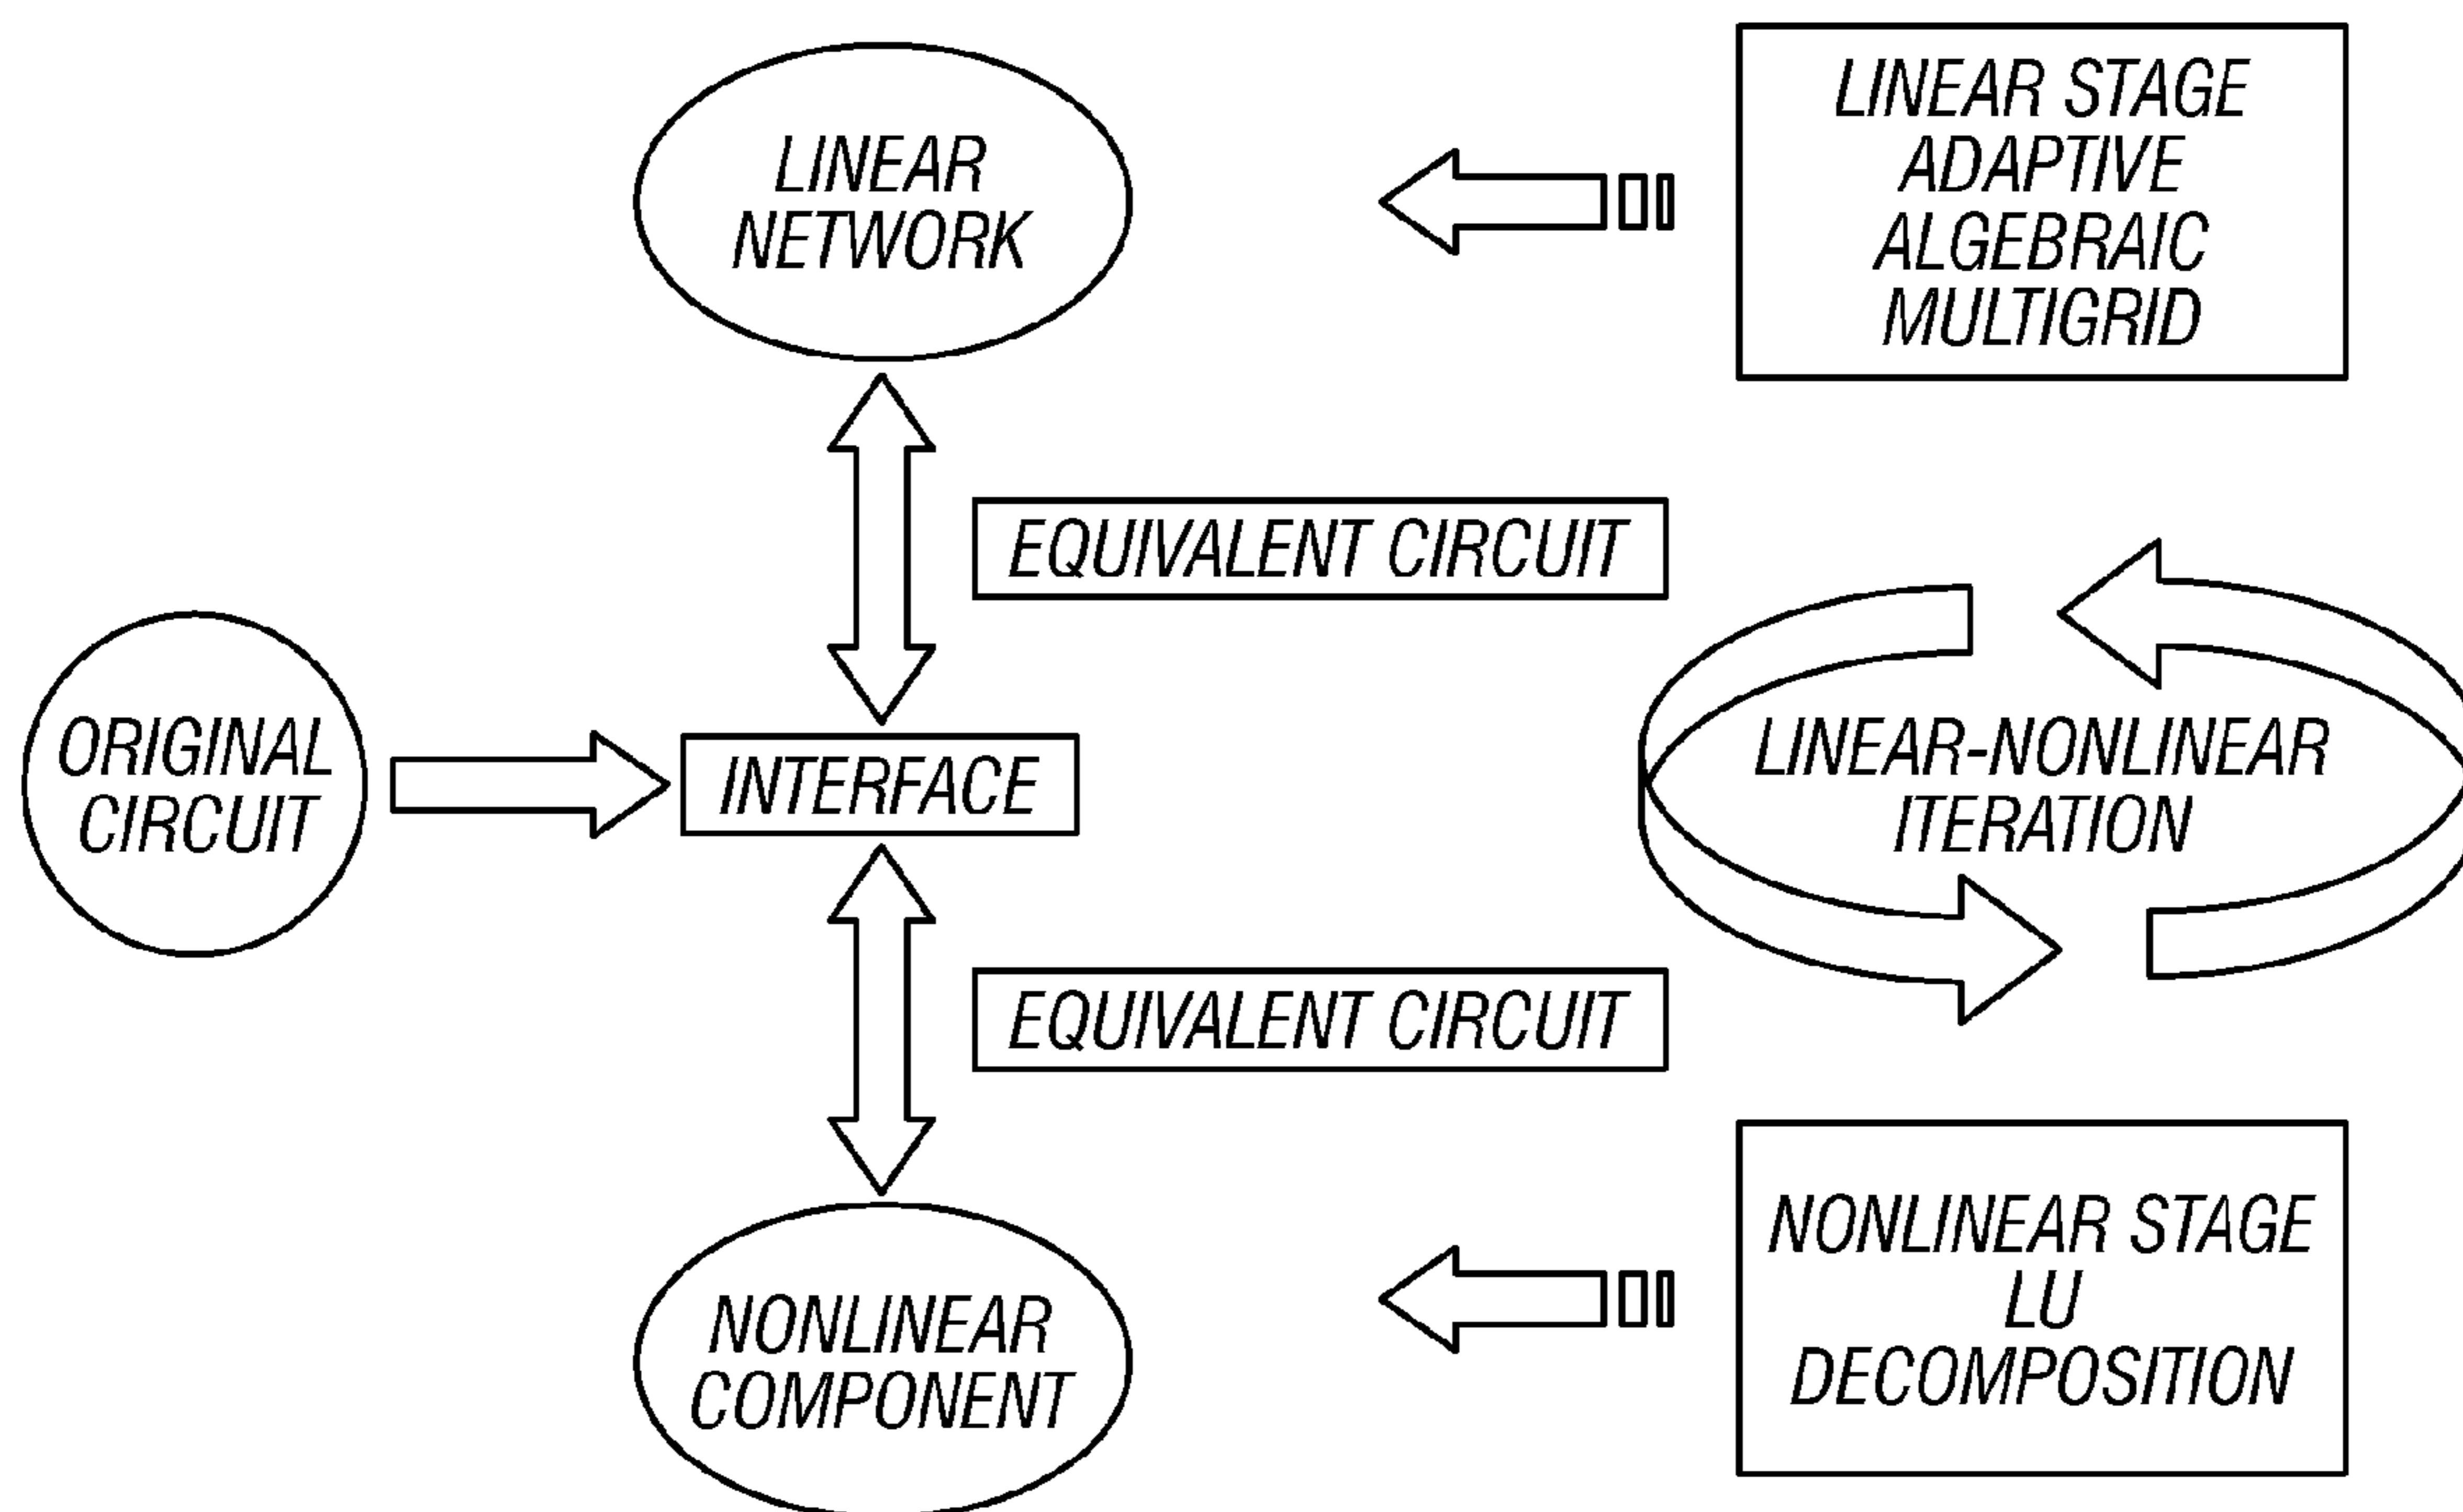 LINEAR
NETWORK
LINEAR STAGE
ADAPTIVE
ALGEBRAIC
MULTIGRID
EQUIVALENT CIRCUIT
ORIGINAL
CIRCUIT
INTERFACE
LINEAR-NONLINEAR
ITERATION
EQUIVALENT CIRCUIT
NONLINEAR
COMPONENT
NONLINEAR STAGE
LU
DECOMPOSITION